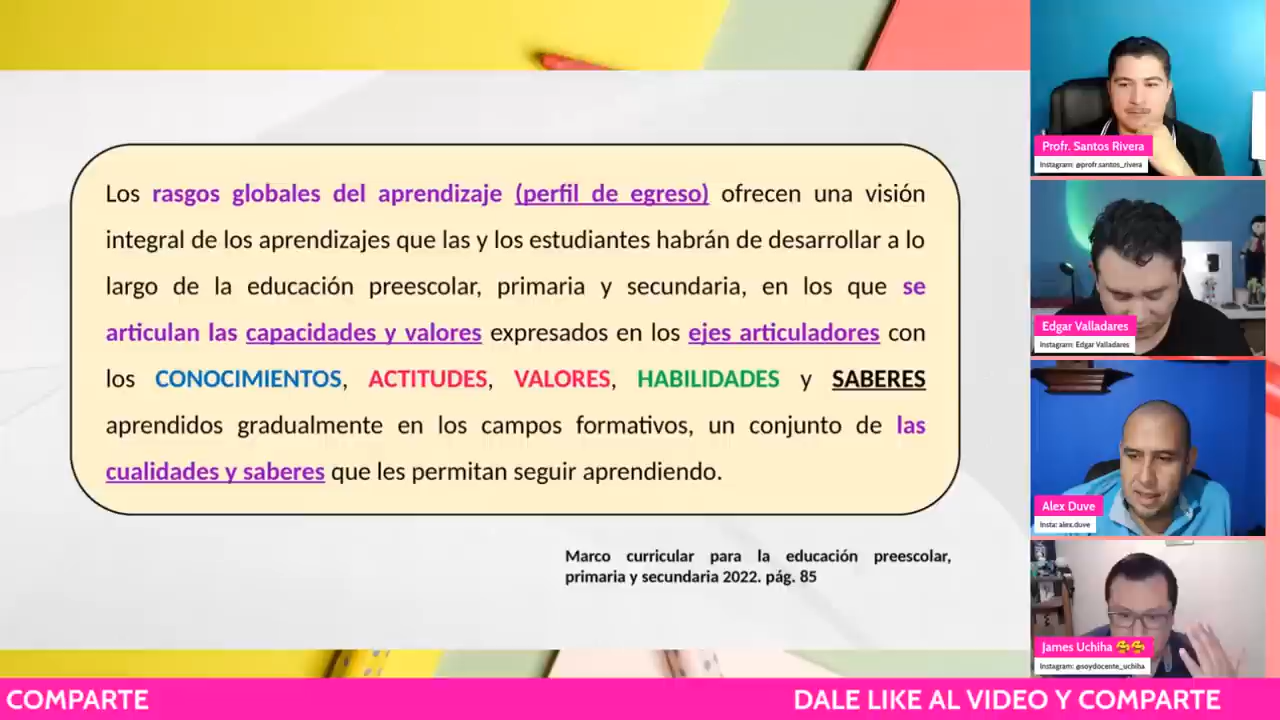 Los rasgos globales del aprendizaje (perfil de egreso) ofrecen una visión
integral de los aprendizajes que las y los estudiantes habrán de desarrollar a lo
largo de la educación preescolar, primaria y secundaria, en los que se
articulan las capacidades y valores expresados en los ejes articuladores con
los CONOCIMIENTOS, ACTITUDES, VALORES, HABILIDADES y SABERES
aprendidos gradualmente en los campos formativos, un conjunto de las
cualidades y saberes que les permitan seguir aprendiendo.
Marco curricular para la educación preescolar,
primaria y secundaria 2022. pág. 85
Profr. Santos Rivera
Instagram: @profr.santos_rivera
Edgar Valladares
Instagram: Edgar Valladares
Alex Duve
Insta: alex.duve
James Uchiha 🥰🥰
Instagram: @soydocente_uchiha
COMPARTE
DALE LIKE AL VIDEO Y COMPARTE